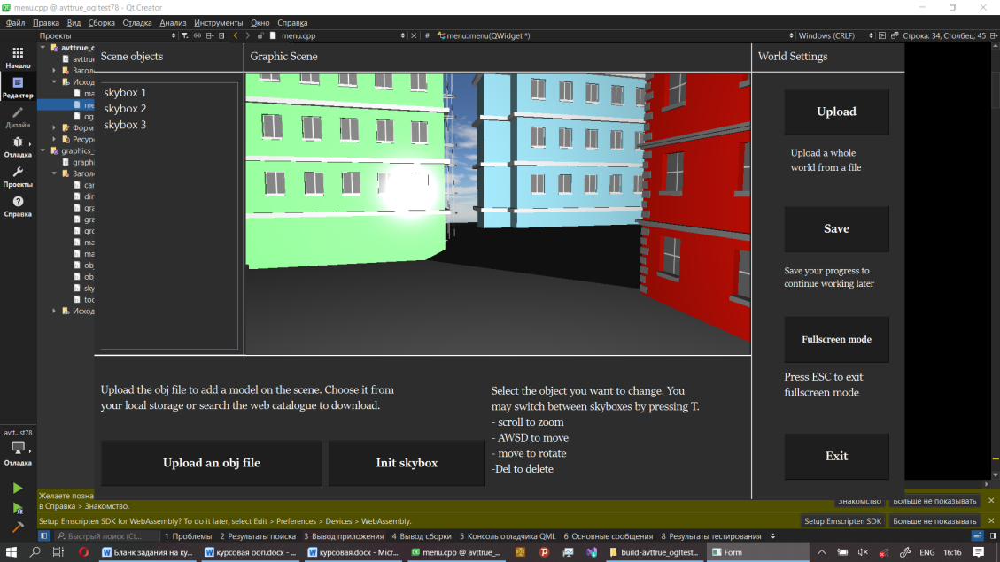 menu.cpp @ avttrue_ogltest78 - Qt Creator
Файл Правка Вид Сборка Отладка Анализ Инструменты Окно Справка
Проекты
menu.cpp
#
menu::menu(QWidget *)
Windows (CRLF)
Строка: 34, Столбец: 45
Начало
Редактор
Дизайн
Отладка
Проекты
Справка
avtt...st78
Отладка
avttrue_o
avttrue
Загол
Исход
ma
me
og
Форм
Ресур
graphics_
graphi
Загол
car
din
gra
gra
gro
ma
ma
obj
obj
sky
too
Исход
Scene objects
skybox 1
skybox 2
skybox 3
Graphic Scene
World Settings
Upload
Upload a whole
world from a file
Save
Save your progress to
continue working later
Fullscreen mode
Press ESC to exit
fullscreen mode
Exit
Upload the obj file to add a model on the scene. Choose it from
your local storage or search the web catalogue to download.
Upload an obj file
Init skybox
Select the object you want to change. You
may switch between skyboxes by pressing T.
- scroll to zoom
- AWSD to move
- move to rotate
-Del to delete
Желаете позна
в Справка > Знакомство.
Знакомство
Больше не показывать
Setup Emscripten SDK for WebAssembly? To do it later, select Edit > Preferences > Devices > WebAssembly.
Setup Emscripten SDK
Больше не показывать
Быстрый поиск (Ct...
1 Проблемы 2 Результаты поиска 3 Вывод приложения 4 Вывод сборки 5 Консоль отладчика QML 6 Основные сообщения 8 Результаты тестирования
Бланк задания на ку...
курсовая ооп.docx - ...
курсовая.docx - Micr...
menu.cpp @ avttrue_...
build-avttrue_ogltest...
Form
ENG
16:16